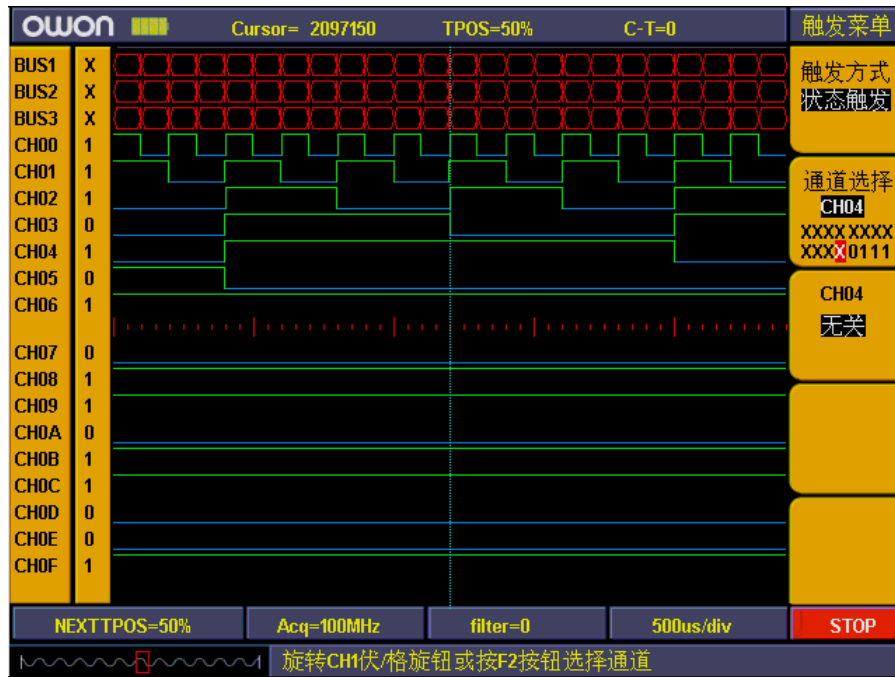 OWON Cursor= 2097150 TPOS=50% C-T=0 触发菜单
BUS1 X
BUS2 X
BUS3 X
CH00 1
CH01 1
CH02 1
CH03 0
CH04 1
CH05 0
CH06 1
CH07 0
CH08 1
CH09 1
CH0A 0
CH0B 1
CH0C 1
CH0D 0
CH0E 0
CH0F 1
触发方式
状态触发
通道选择
CH04
XXXX XXXX
XXXX 0111
CH04
无关
NEXTTPOS=50% Acq=100MHz filter=0 500us/div STOP
旋转CH1伏/格旋钮或按F2按钮选择通道